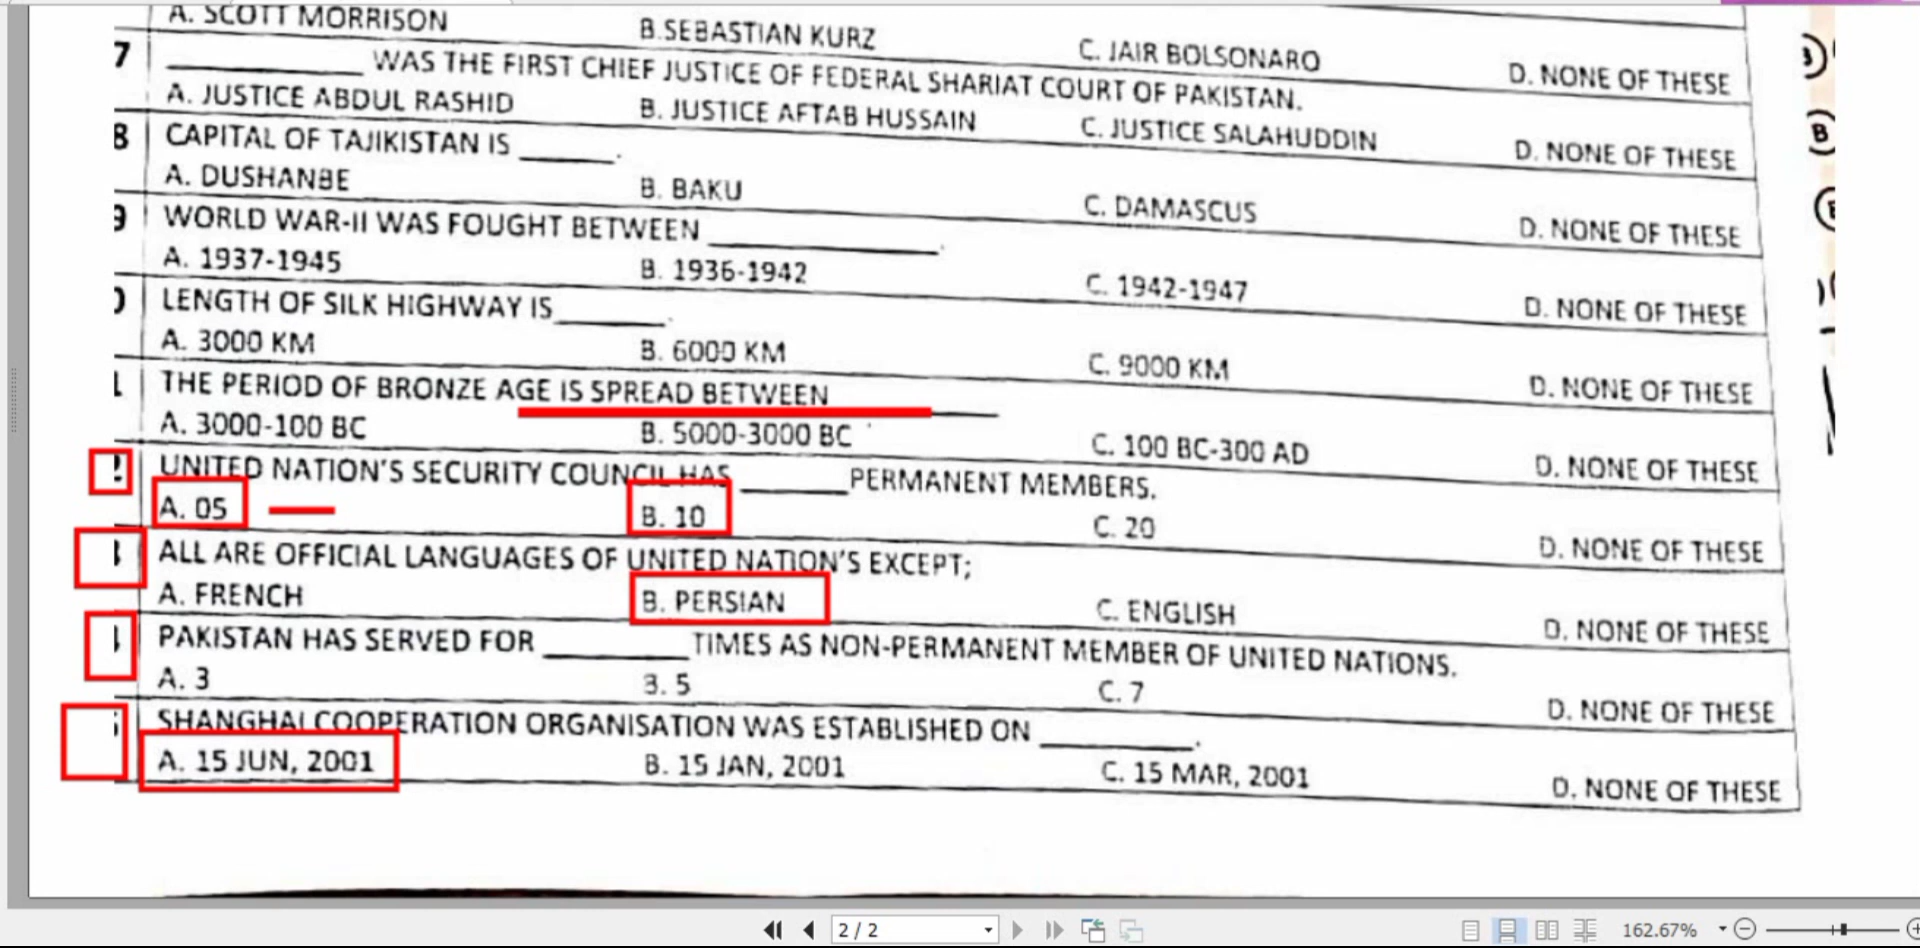 A. SCOTT MORRISON B.SEBASTIAN KURZ C. JAIR BOLSONARO D. NONE OF THESE
7 ________ WAS THE FIRST CHIEF JUSTICE OF FEDERAL SHARIAT COURT OF PAKISTAN.
A. JUSTICE ABDUL RASHID B. JUSTICE AFTAB HUSSAIN C. JUSTICE SALAHUDDIN D. NONE OF THESE
8 CAPITAL OF TAJIKISTAN IS ______.
A. DUSHANBE B. BAKU C. DAMASCUS D. NONE OF THESE
9 WORLD WAR-II WAS FOUGHT BETWEEN ______________.
A. 1937-1945 B. 1936-1942 C. 1942-1947 D. NONE OF THESE
0 LENGTH OF SILK HIGHWAY IS_______.
A. 3000 KM B. 6000 KM C. 9000 KM D. NONE OF THESE
1 THE PERIOD OF BRONZE AGE IS SPREAD BETWEEN __________
A. 3000-100 BC B. 5000-3000 BC C. 100 BC-300 AD D. NONE OF THESE
2 UNITED NATION'S SECURITY COUNCIL HAS _______PERMANENT MEMBERS.
A. 05 B. 10 C. 20 D. NONE OF THESE
ALL ARE OFFICIAL LANGUAGES OF UNITED NATION'S EXCEPT;
A. FRENCH B. PERSIAN C. ENGLISH D. NONE OF THESE
PAKISTAN HAS SERVED FOR _________TIMES AS NON-PERMANENT MEMBER OF UNITED NATIONS.
A. 3 B. 5 C. 7 D. NONE OF THESE
SHANGHAI COOPERATION ORGANISATION WAS ESTABLISHED ON __________.
A. 15 JUN, 2001 B. 15 JAN, 2001 C. 15 MAR, 2001 D. NONE OF THESE
2 / 2 162.67%